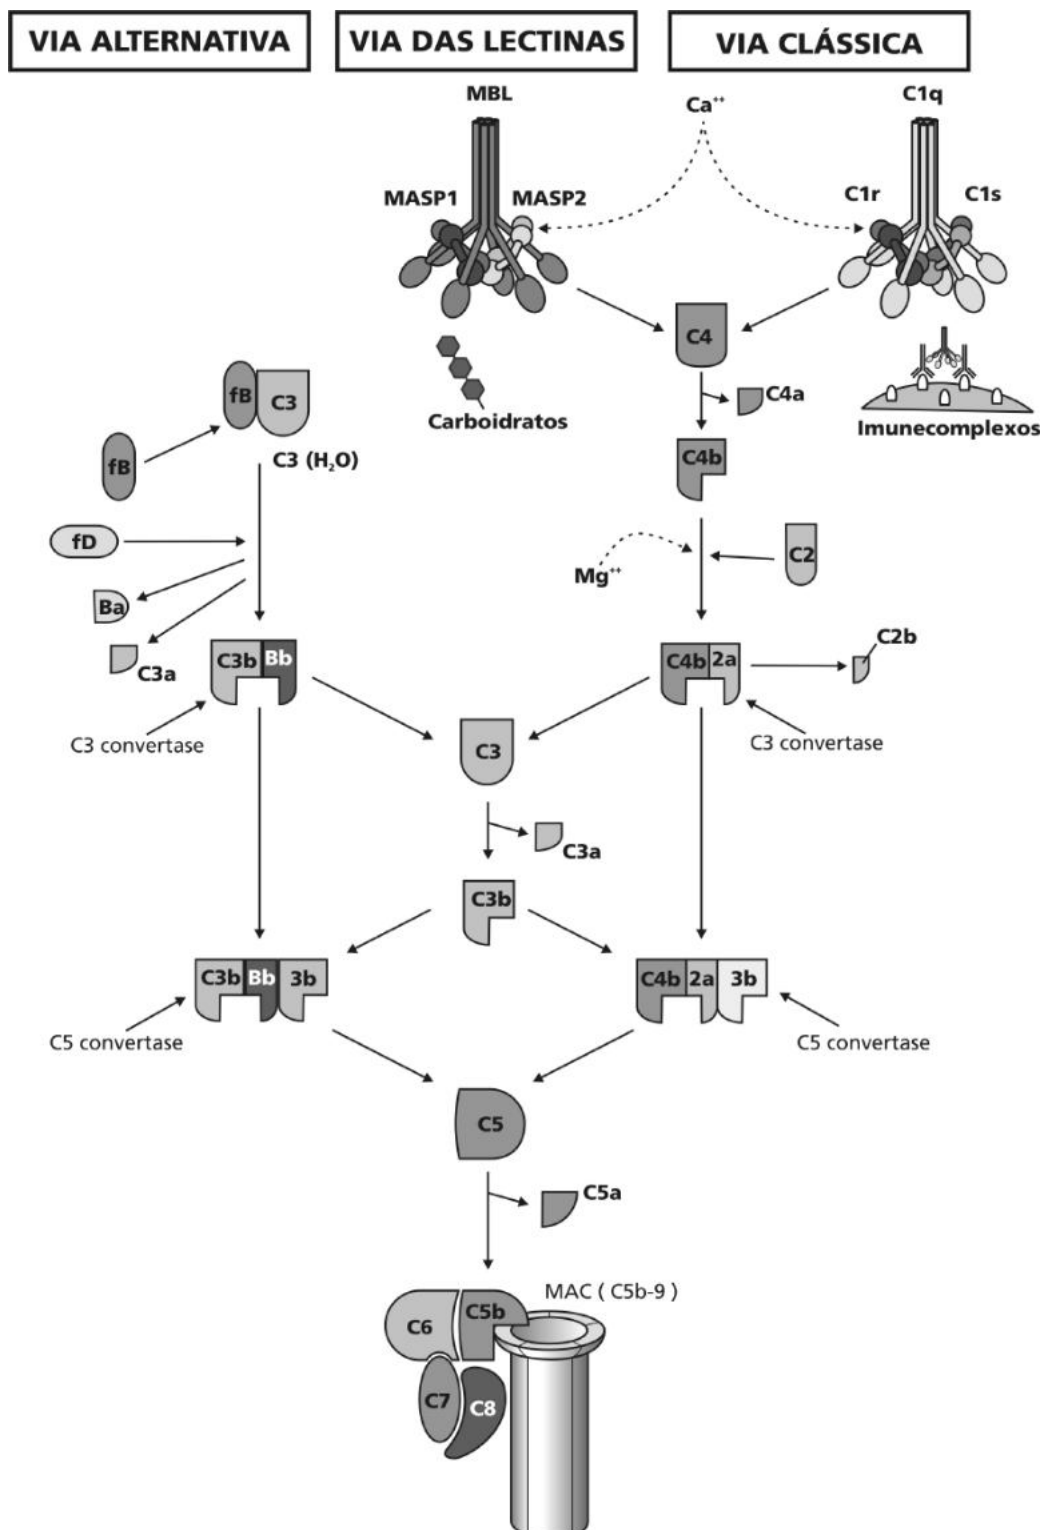 VIA ALTERNATIVA
VIA DAS LECTINAS
VIA CLÁSSICA
MBL
Ca⁺⁺
C1q
MASP1
MASP2
C1r
C1s
C4
C4a
Carboidratos
Imunecomplexos
fB
C3
fB
C3 (H₂O)
C4b
fD
Mg⁺⁺
C2
Ba
C3a
C3b
Bb
C4b
2a
C2b
C3 convertase
C3
C3 convertase
C3a
C3b
C3b
Bb
3b
C4b
2a
3b
C5 convertase
C5 convertase
C5
C5a
MAC ( C5b-9 )
C6
C5b
C7
C8